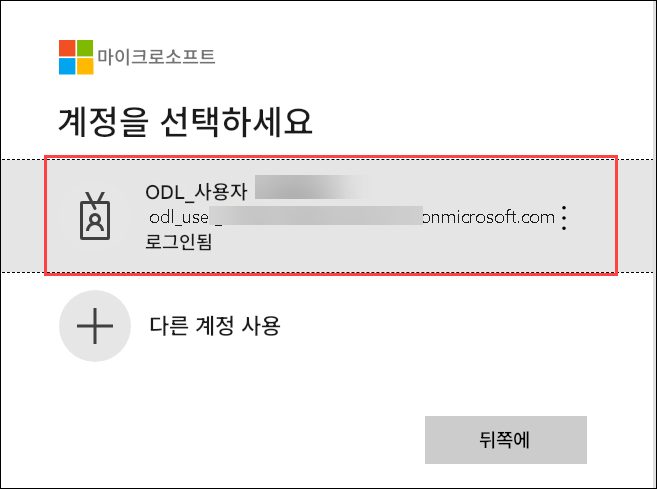 마이크로소프트
계정을 선택하세요
ODL_사용자
odl_use onmicrosoft.com
로그인됨
다른 계정 사용
뒤쪽에